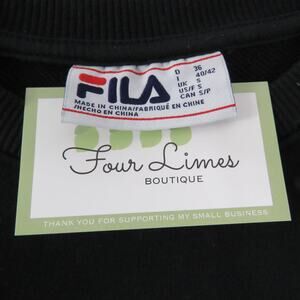 FILA
D 36
I 40/42
UK S
US/F S
CAN S/P
MADE IN CHINA/FABRIQUÉ EN CHINE
/HECHO EN CHINA
Four Limes
BOUTIQUE
THANK YOU FOR SUPPORTING MY SMALL BUSINESS